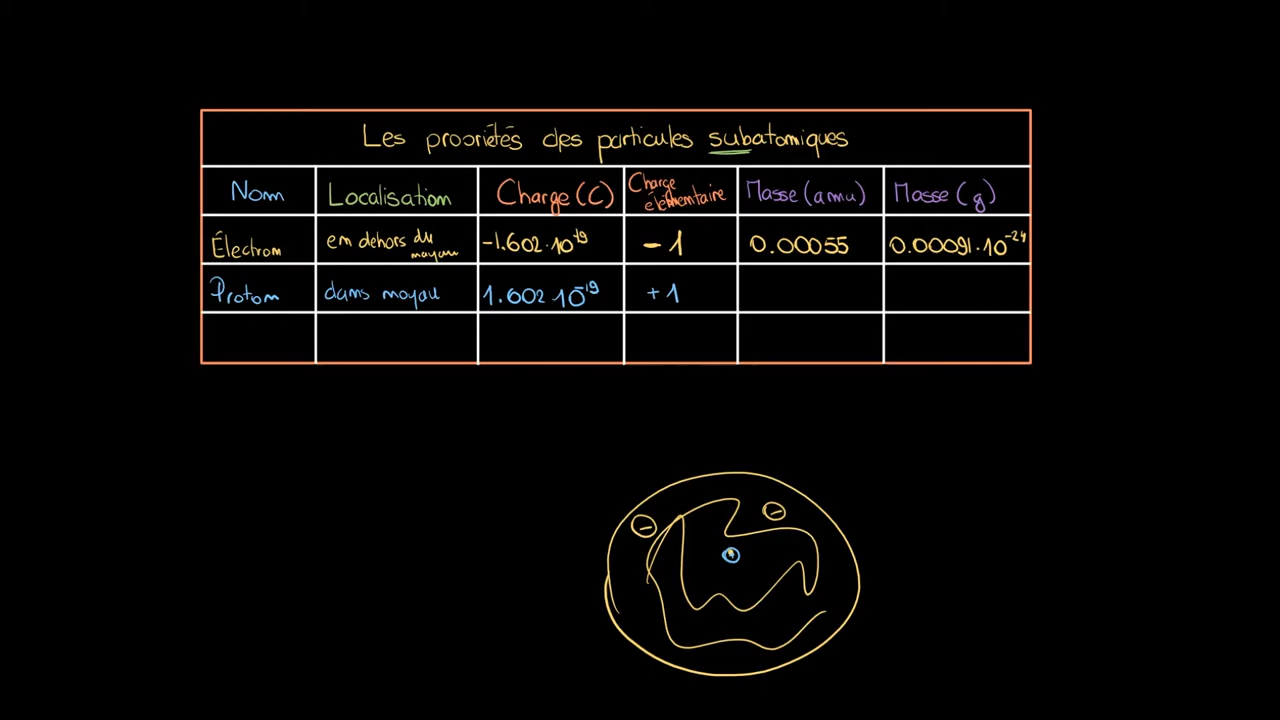 Les propriétés des particules subatomiques
Nom Localisation Charge (C) Charge élémentaire Masse (amu) Masse (g)
Électron en dehors du noyau -1.602·10⁻¹⁹ -1 0.00055 0.00091·10⁻²⁴
Proton dans noyau 1.602·10⁻¹⁹ +1
- -
+